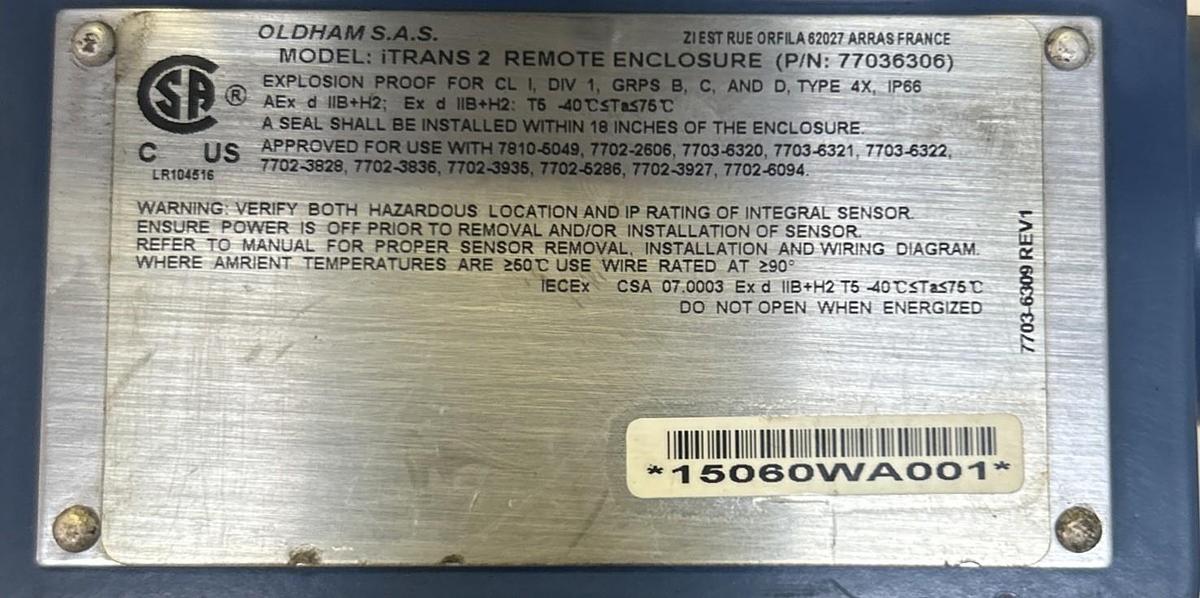 OLDHAM S.A.S.
ZI EST RUE ORFILA 62027 ARRAS FRANCE
MODEL: iTRANS 2 REMOTE ENCLOSURE (P/N: 77036306)
SA ®
C US
LR104516
EXPLOSION PROOF FOR CL I, DIV 1, GRPS B, C, AND D, TYPE 4X, IP66
AEx d IIB+H2; Ex d IIB+H2: T5 -40℃≤Ta≤75℃
A SEAL SHALL BE INSTALLED WITHIN 18 INCHES OF THE ENCLOSURE.
APPROVED FOR USE WITH 7810-5049, 7702-2606, 7703-6320, 7703-6321, 7703-6322,
7702-3828, 7702-3836, 7702-3935, 7702-5286, 7702-3927, 7702-6094.
WARNING: VERIFY BOTH HAZARDOUS LOCATION AND IP RATING OF INTEGRAL SENSOR.
ENSURE POWER IS OFF PRIOR TO REMOVAL AND/OR INSTALLATION OF SENSOR.
REFER TO MANUAL FOR PROPER SENSOR REMOVAL, INSTALLATION AND WIRING DIAGRAM.
WHERE AMRIENT TEMPERATURES ARE ≥60℃ USE WIRE RATED AT ≥90°
IECEx CSA 07.0003 Ex d IIB+H2 T5 -40℃≤Ta≤75℃
DO NOT OPEN WHEN ENERGIZED
7703-6309 REV1
*15060WA001*